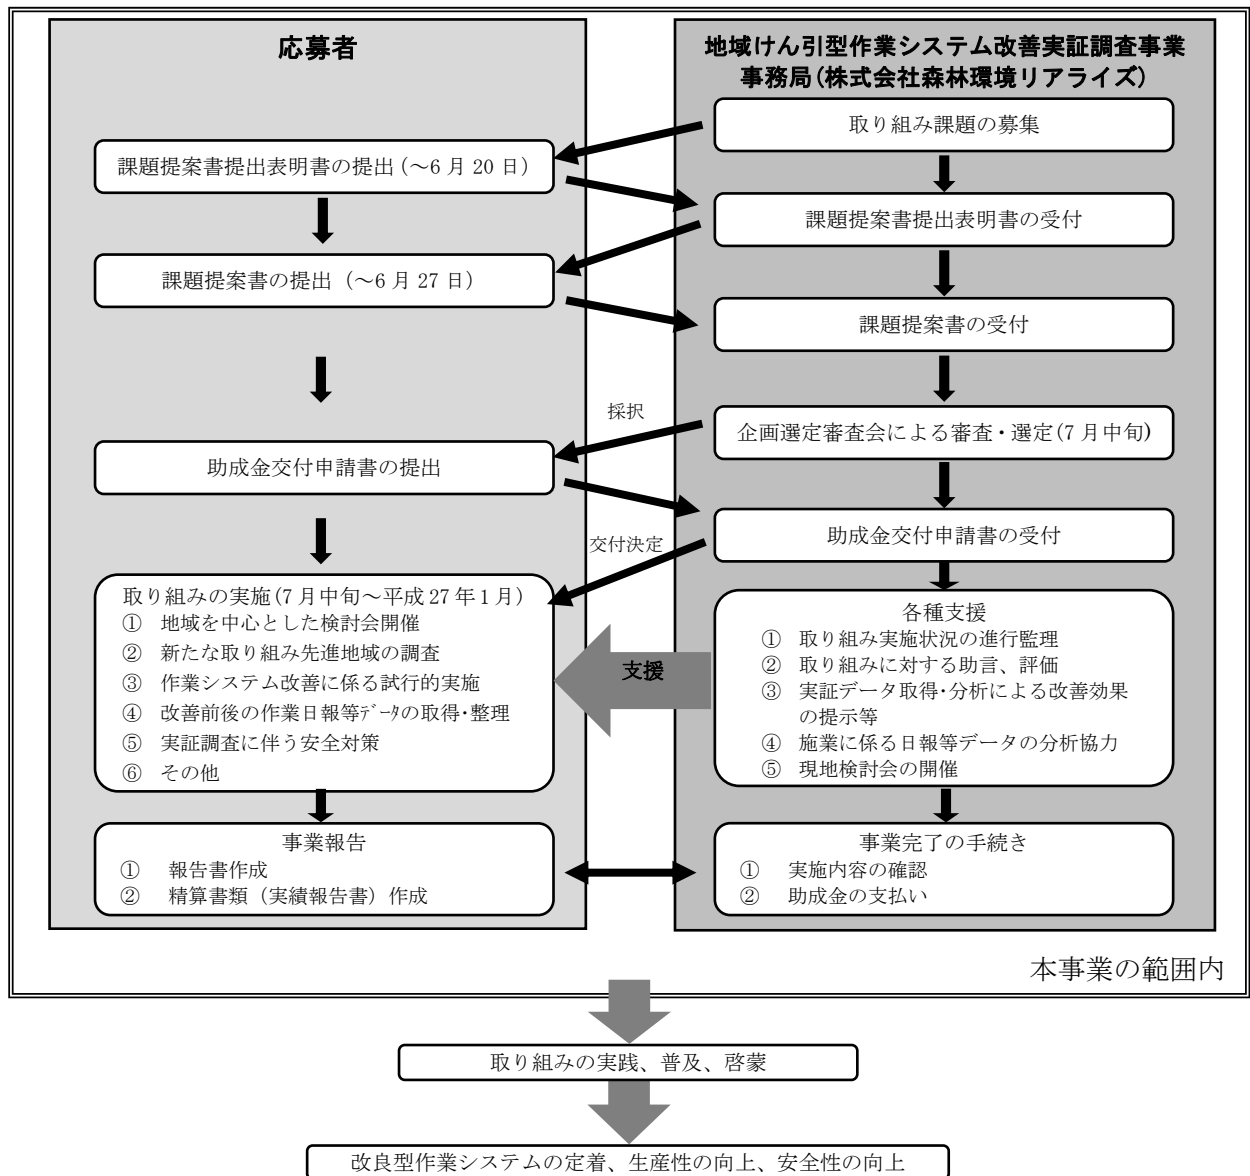 応募者
課題提案書提出表明書の提出(～6月20日)
課題提案書の提出（～6月27日）
助成金交付申請書の提出
取り組みの実施(7月中旬～平成27年1月)
① 地域を中心とした検討会開催
② 新たな取り組み先進地域の調査
③ 作業システム改善に係る試行的実施
④ 改善前後の作業日報等ﾃﾞｰﾀの取得･整理
⑤ 実証調査に伴う安全対策
⑥ その他
事業報告
① 報告書作成
② 精算書類（実績報告書）作成
採択
交付決定
支援
地域けん引型作業システム改善実証調査事業
事務局(株式会社森林環境リアライズ)
取り組み課題の募集
課題提案書提出表明書の受付
課題提案書の受付
企画選定審査会による審査・選定(7月中旬)
助成金交付申請書の受付
各種支援
① 取り組み実施状況の進行監理
② 取り組みに対する助言、評価
③ 実証データ取得･分析による改善効果
の提示等
④ 施業に係る日報等データの分析協力
⑤ 現地検討会の開催
事業完了の手続き
① 実施内容の確認
② 助成金の支払い
本事業の範囲内
取り組みの実践、普及、啓蒙
改良型作業システムの定着、生産性の向上、安全性の向上